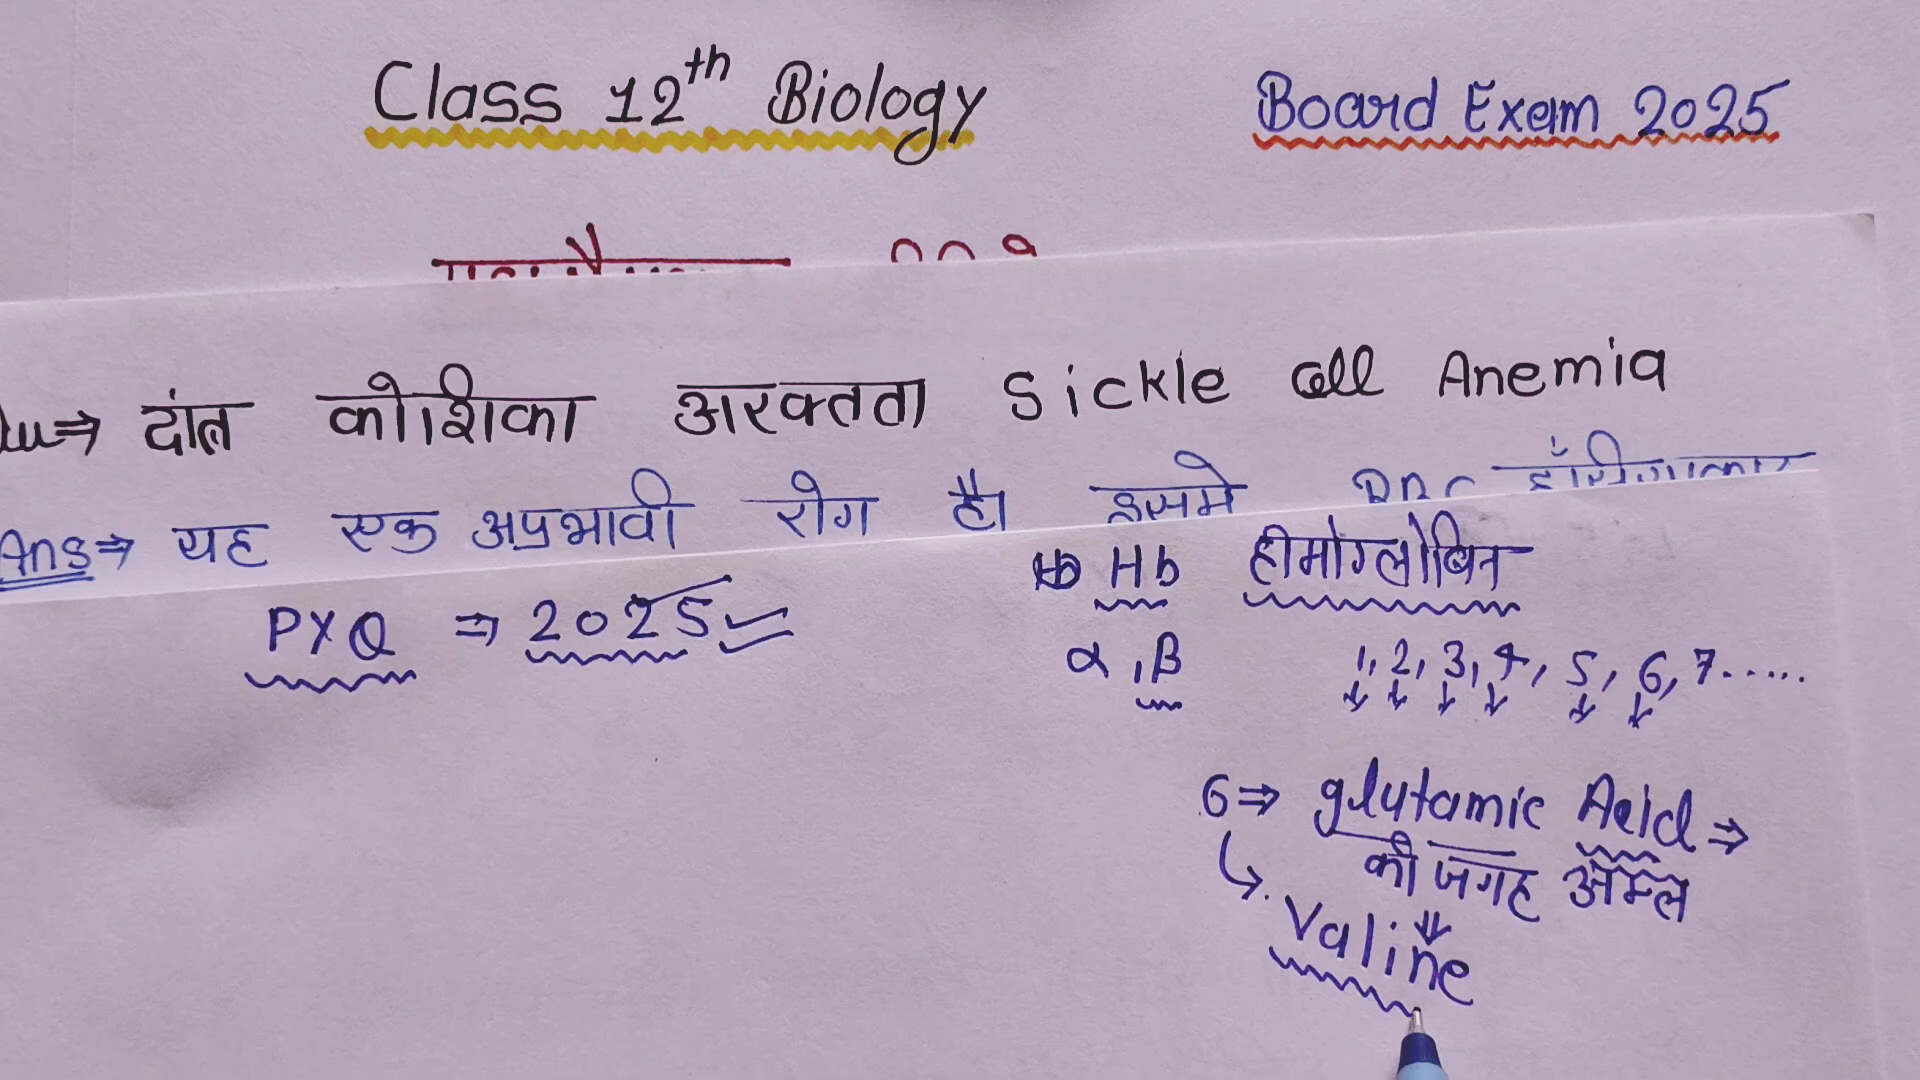 Class 12th Biology
Board Exam 2025
दांत्र कोशिका अरक्तता Sickle Cell Anemia
Ans⇒ यह एक अप्रभावी रोग है। इसमे
Hb हीमोग्लोबिन
PYQ ⇒ 2025
α, β 1, 2, 3, 4, 5, 6, 7.....
6⇒ glutamic Acid ⇒
की जगह अम्ल
Valine